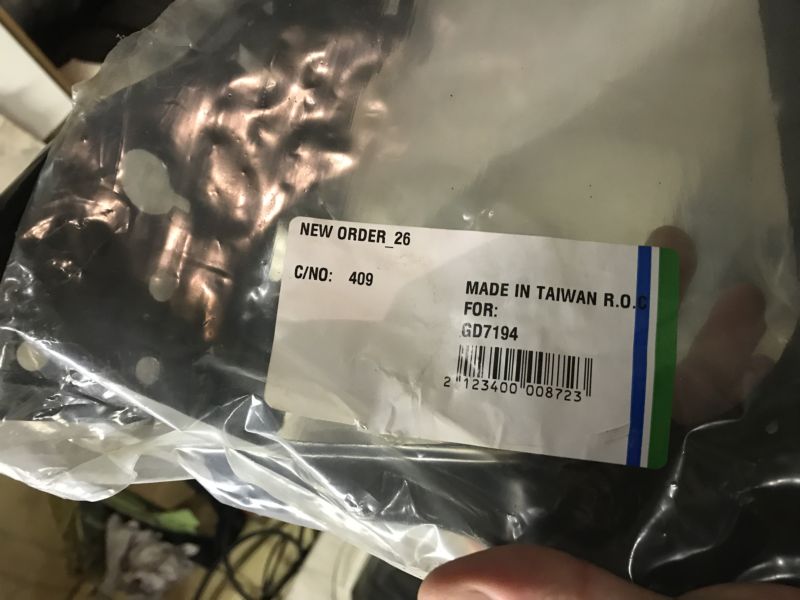 NEW ORDER_26
C/NO: 409
MADE IN TAIWAN R.O.C
FOR:
GD7194
2 123400 008723